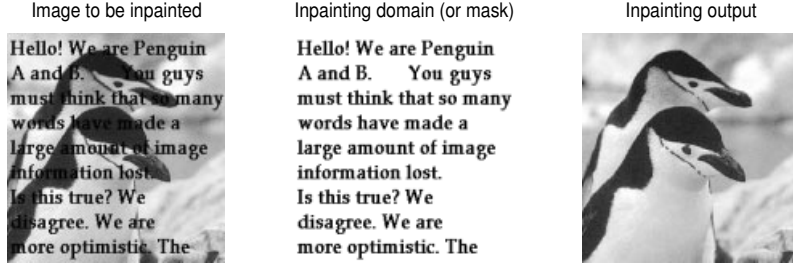 Image to be inpainted
Inpainting domain (or mask)
Inpainting output
Hello! We are Penguin
A and B. You guys
must think that so many
words have made a
large amount of image
information lost.
Is this true? We
disagree. We are
more optimistic. The
Hello! We are Penguin
A and B. You guys
must think that so many
words have made a
large amount of image
information lost.
Is this true? We
disagree. We are
more optimistic. The